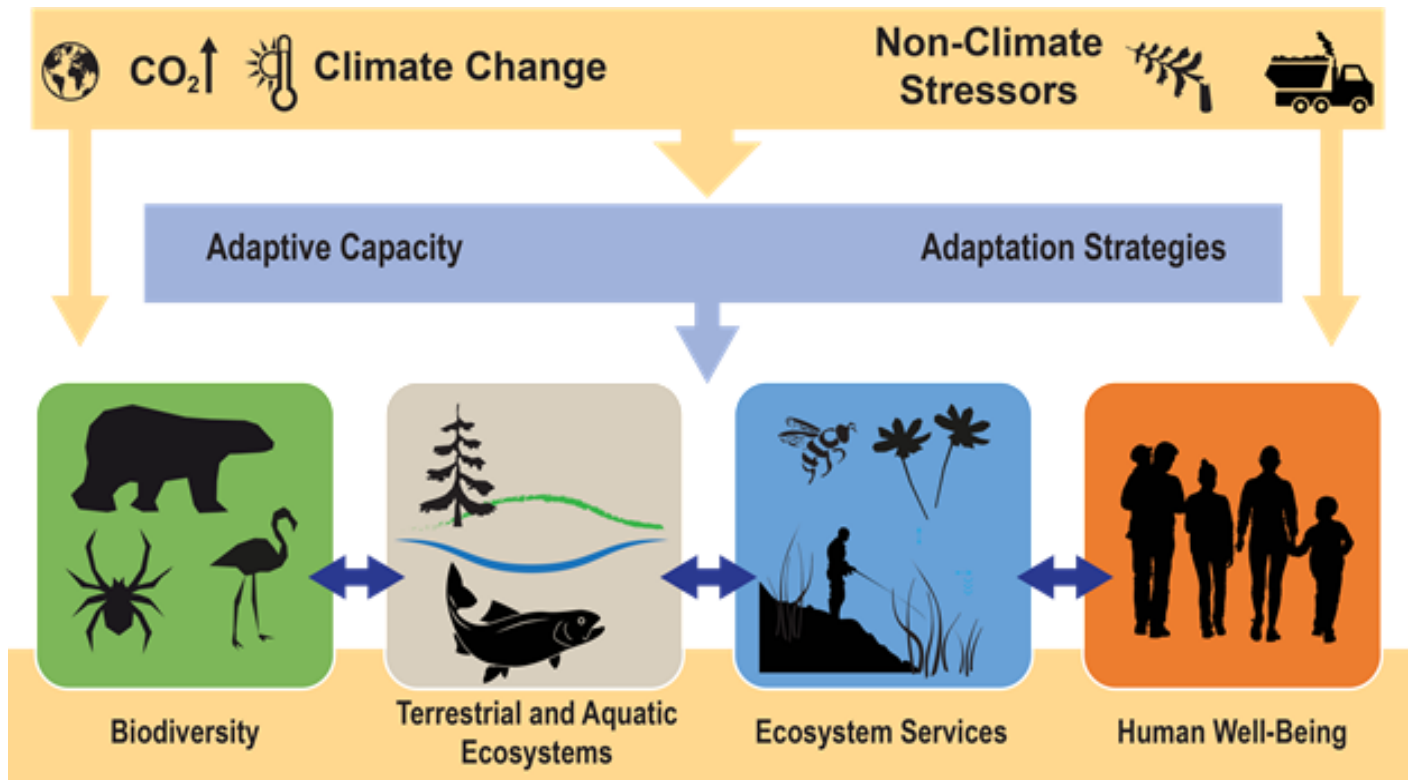 CO₂ Climate Change
Non-Climate
Stressors
Adaptive Capacity
Adaptation Strategies
Biodiversity
Terrestrial and Aquatic
Ecosystems
Ecosystem Services
Human Well-Being